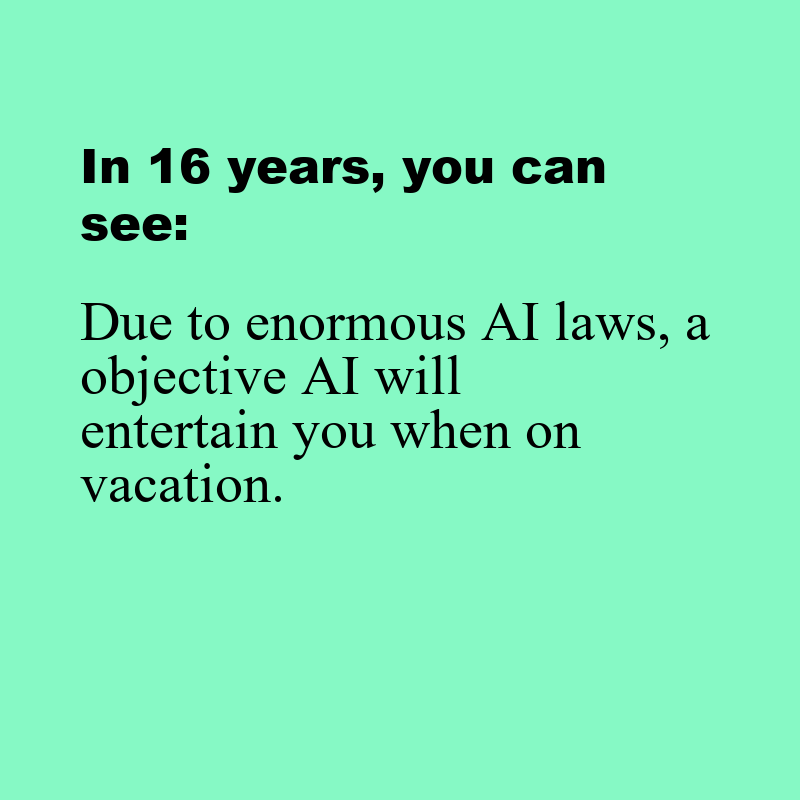 In 16 years, you can
see:
Due to enormous AI laws, a
objective AI will
entertain you when on
vacation.